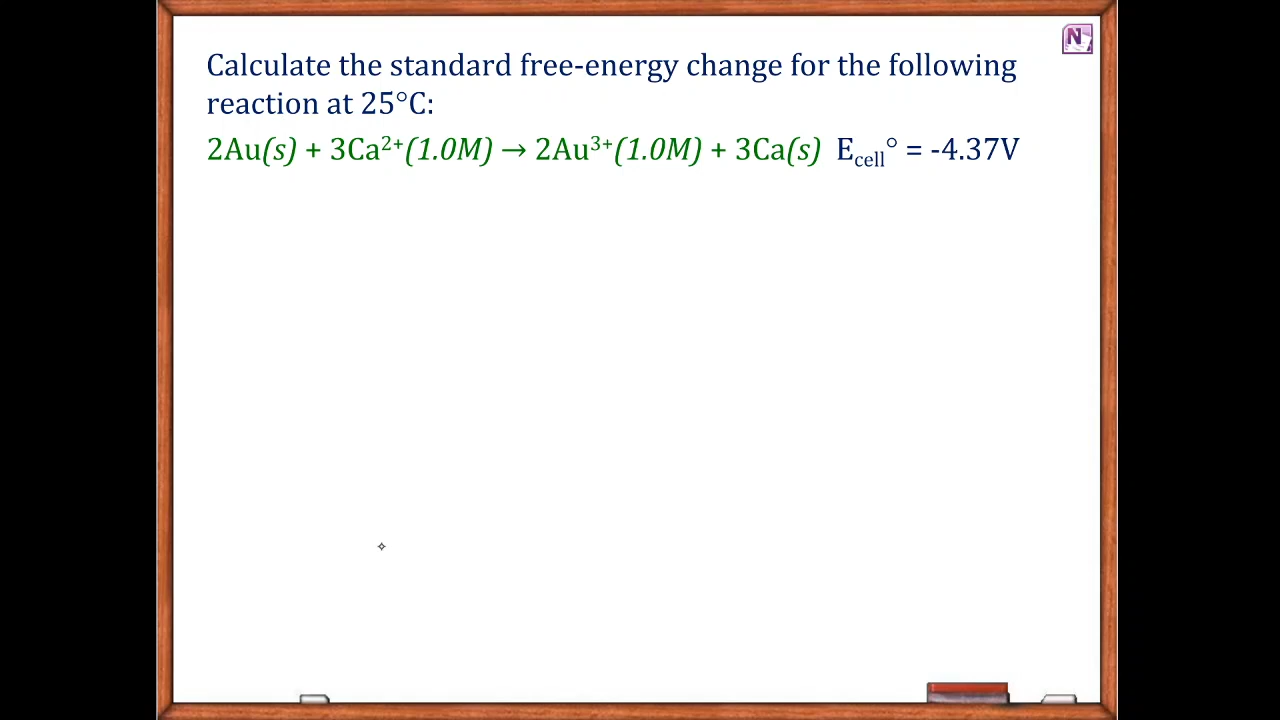 Calculate the standard free-energy change for the following
reaction at 25°C:
2Au(s) + 3Ca²⁺(1.0M) → 2Au³⁺(1.0M) + 3Ca(s) E_cell° = -4.37V
N